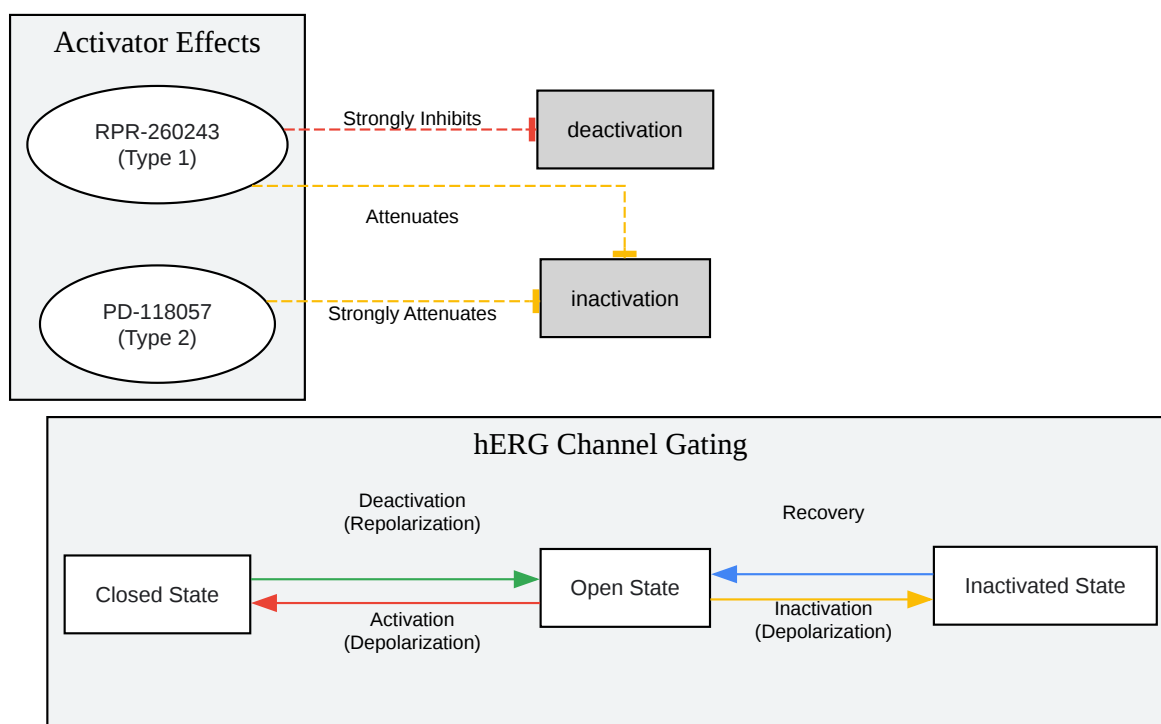 Activator Effects
RPR-260243
(Type 1)
Strongly Inhibits
deactivation
Attenuates
PD-118057
(Type 2)
Strongly Attenuates
inactivation
hERG Channel Gating
Deactivation
(Repolarization)
Recovery
Closed State
Open State
Inactivated State
Activation
(Depolarization)
Inactivation
(Depolarization)